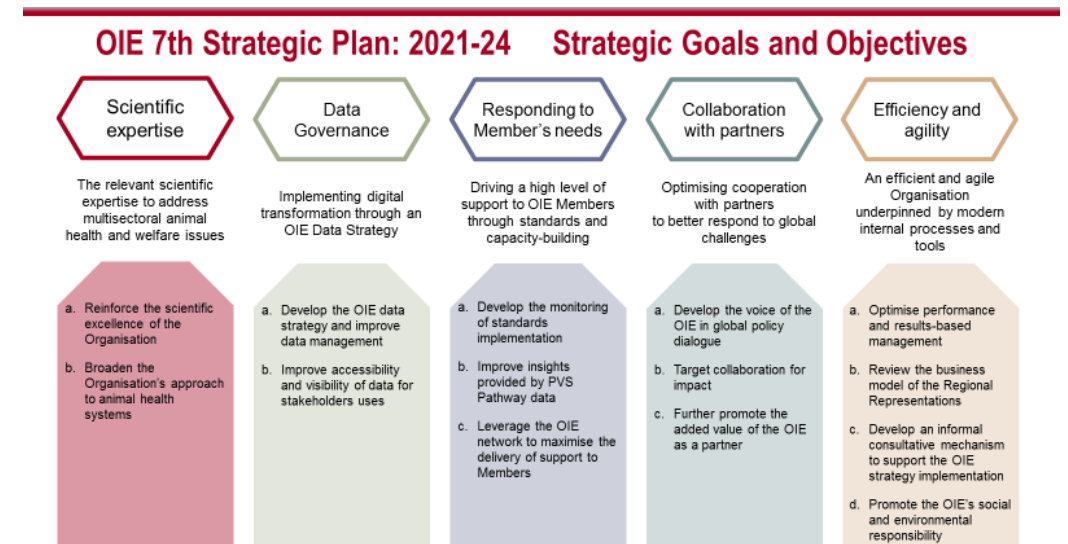 OIE 7th Strategic Plan: 2021-24 Strategic Goals and Objectives
Scientific
expertise
The relevant scientific
expertise to address
multisectoral animal
health and welfare issues
a. Reinforce the scientific
excellence of the
Organisation
b. Broaden the
Organisation's approach
to animal health
systems
Data
Governance
Implementing digital
transformation through an
OIE Data Strategy
a. Develop the OIE data
strategy and improve
data management
b. Improve accessibility
and visibility of data for
stakeholders uses
Responding to
Member's needs
Driving a high level of
support to OIE Members
through standards and
capacity-building
a. Develop the monitoring
of standards
implementation
b. Improve insights
provided by PVS
Pathway data
c. Leverage the OIE
network to maximise the
delivery of support to
Members
Collaboration
with partners
Optimising cooperation
with partners
to better respond to global
challenges
a. Develop the voice of the
OIE in global policy
dialogue
b. Target collaboration for
impact
c. Further promote the
added value of the OIE
as a partner
Efficiency and
agility
An efficient and agile
Organisation
underpinned by modern
internal processes and
tools
a. Optimise performance
and results-based
management
b. Review the business
model of the Regional
Representations
c. Develop an informal
consultative mechanism
to support the OIE
strategy implementation
d. Promote the OIE's social
and environmental
responsibility